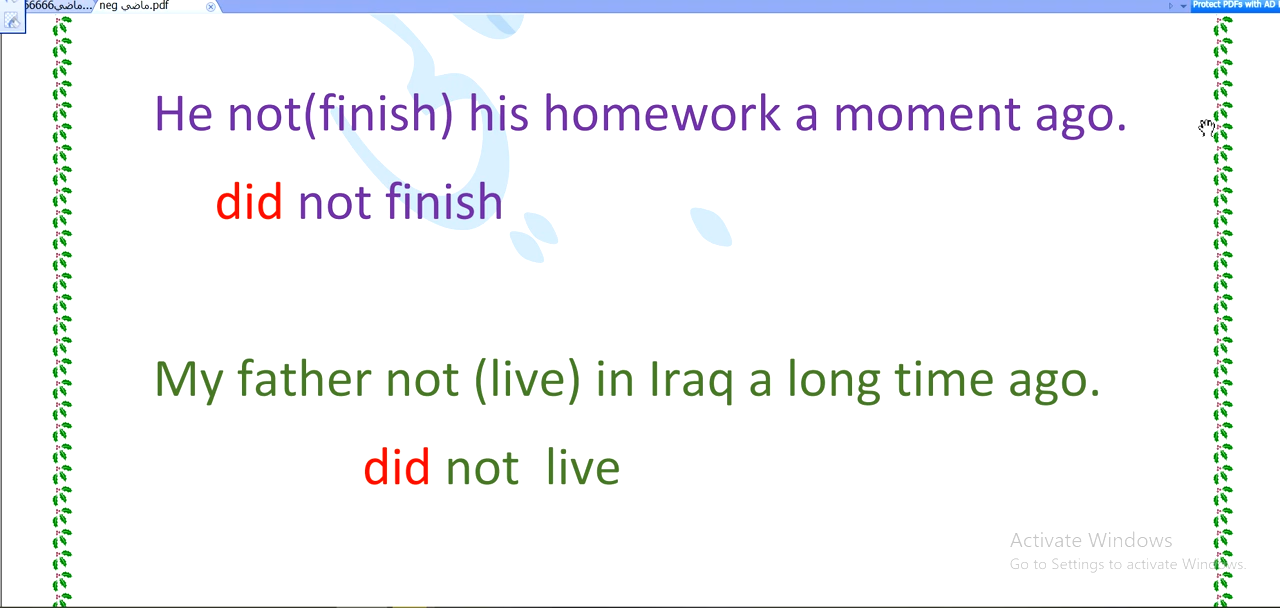 ماضي66666...
neg ماضي.pdf
Protect PDFs with AD
He not(finish) his homework a moment ago.
did not finish
My father not (live) in Iraq a long time ago.
did not live
Activate Windows
Go to Settings to activate Windows.